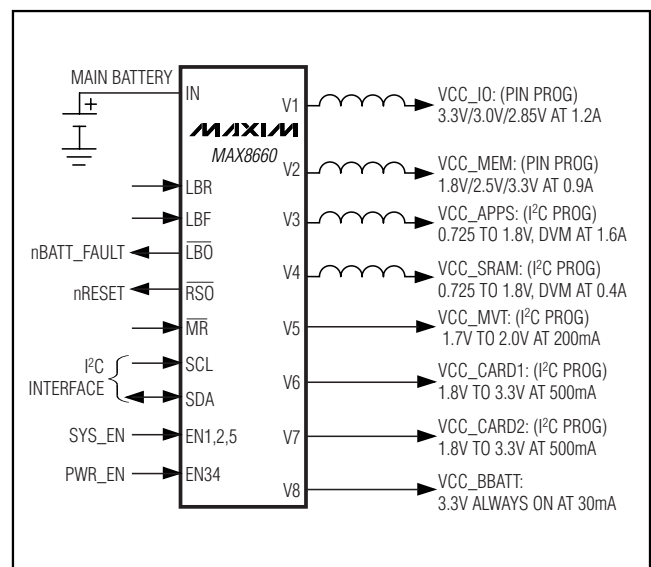 MAIN BATTERY
+
IN
LBR
LBF
nBATT_FAULT
LBO
nRESET
RSO
MR
I²C
INTERFACE
SCL
SDA
SYS_EN
EN1,2,5
PWR_EN
EN34
MAXIM
MAX8660
V1
VCC_IO: (PIN PROG)
3.3V/3.0V/2.85V AT 1.2A
V2
VCC_MEM: (PIN PROG)
1.8V/2.5V/3.3V AT 0.9A
V3
VCC_APPS: (I²C PROG)
0.725 TO 1.8V, DVM AT 1.6A
V4
VCC_SRAM: (I²C PROG)
0.725 TO 1.8V, DVM AT 0.4A
V5
VCC_MVT: (I²C PROG)
1.7V TO 2.0V AT 200mA
V6
VCC_CARD1: (I²C PROG)
1.8V TO 3.3V AT 500mA
V7
VCC_CARD2: (I²C PROG)
1.8V TO 3.3V AT 500mA
V8
VCC_BBATT:
3.3V ALWAYS ON AT 30mA